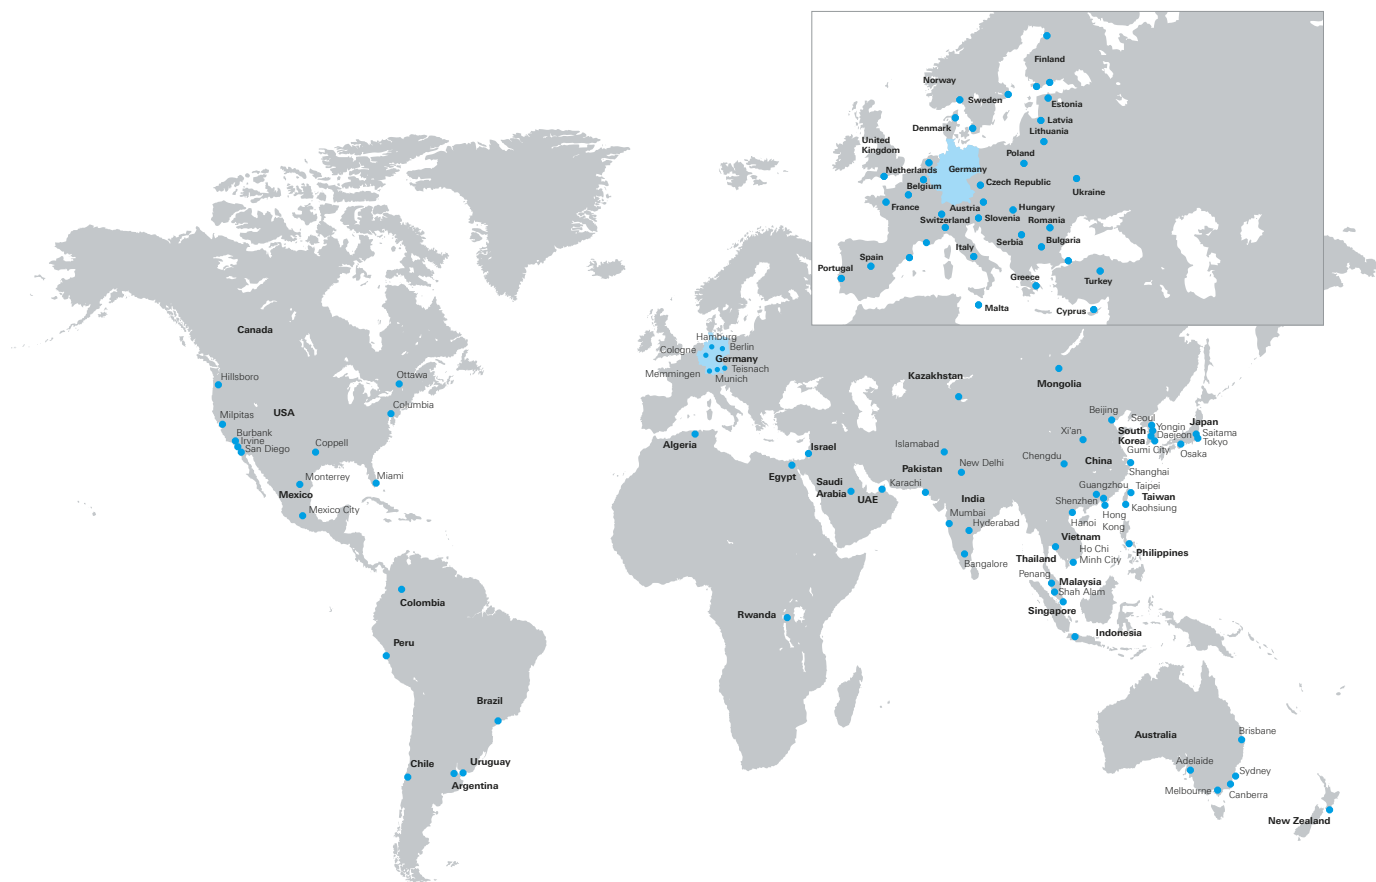 Finland
Norway
Sweden
Estonia
Latvia
Denmark
Lithuania
United
Kingdom
Poland
Netherlands
Germany
Czech Republic
Belgium
Ukraine
France
Austria
Hungary
Switzerland
Slovenia
Romania
Serbia
Bulgaria
Italy
Spain
Portugal
Greece
Turkey
Malta
Cyprus
Canada
Hillsboro
Ottawa
Columbia
USA
Milpitas
Burbank
Irvine
San Diego
Coppell
Monterrey
Miami
Mexico
Mexico City
Colombia
Peru
Brazil
Chile
Uruguay
Argentina
Hamburg
Cologne
Berlin
Germany
Memmingen
Teisnach
Munich
Algeria
Israel
Egypt
Saudi
Arabia
UAE
Rwanda
Kazakhstan
Mongolia
Islamabad
Pakistan
New Delhi
Karachi
India
Mumbai
Hyderabad
Bangalore
Beijing
Seoul
Yongin
South
Korea
Daejeon
Gumi City
Japan
Saitama
Tokyo
Osaka
Xi'an
Chengdu
China
Shanghai
Guangzhou
Taipei
Shenzhen
Taiwan
Kaohsiung
Hong
Kong
Hanoi
Vietnam
Thailand
Ho Chi
Minh City
Philippines
Penang
Malaysia
Shah Alam
Singapore
Indonesia
Australia
Brisbane
Adelaide
Sydney
Melbourne
Canberra
New Zealand